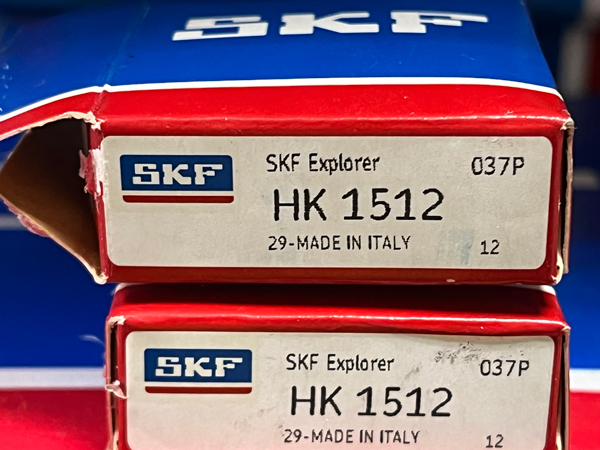 SKF
SKF
SKF Explorer 037P
HK 1512
29-MADE IN ITALY 12
SKF
SKF Explorer 037P
HK 1512
29-MADE IN ITALY 12